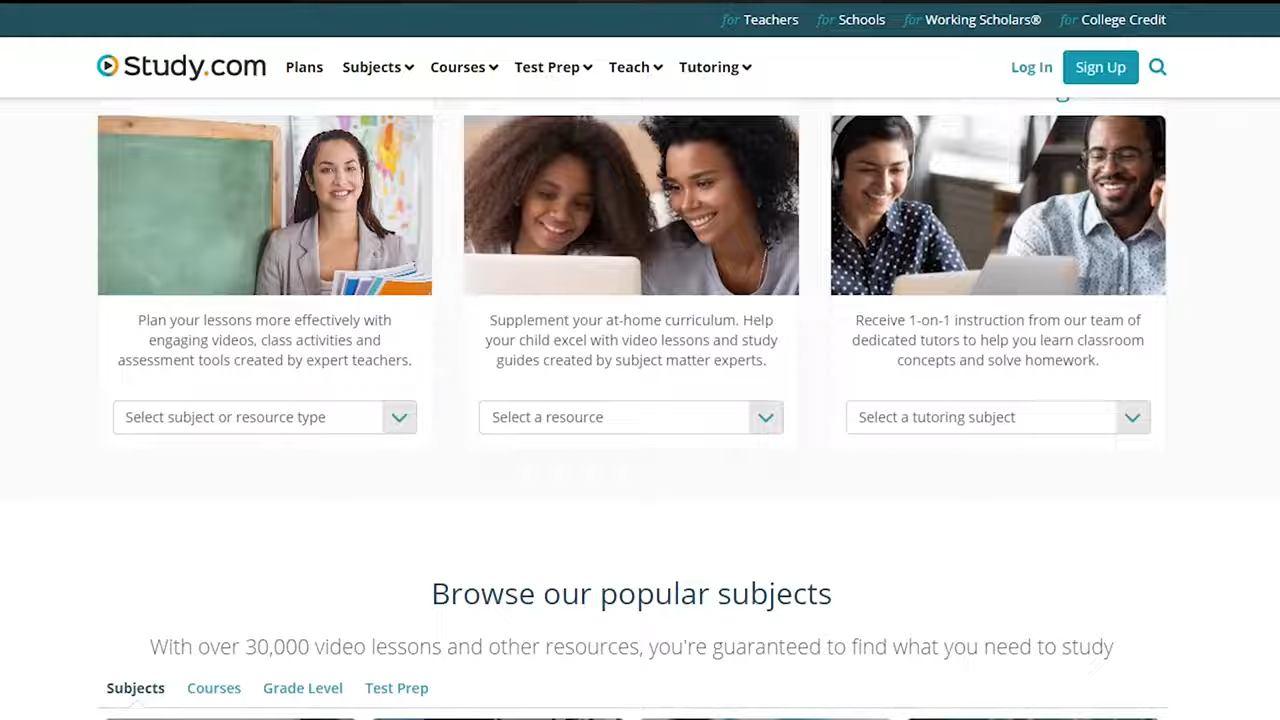 for Teachers for Schools for Working Scholars® for College Credit
Study.com Plans Subjects Courses Test Prep Teach Tutoring Log In Sign Up
Plan your lessons more effectively with
engaging videos, class activities and
assessment tools created by expert teachers.
Select subject or resource type
Supplement your at-home curriculum. Help
your child excel with video lessons and study
guides created by subject matter experts.
Select a resource
Receive 1-on-1 instruction from our team of
dedicated tutors to help you learn classroom
concepts and solve homework.
Select a tutoring subject
Browse our popular subjects
With over 30,000 video lessons and other resources, you're guaranteed to find what you need to study
Subjects Courses Grade Level Test Prep